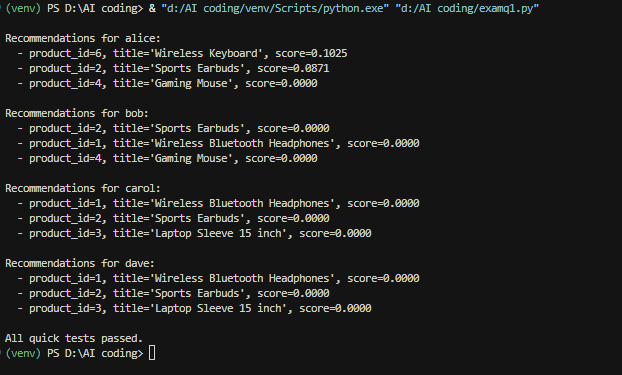 (venv) PS D:\AI coding> & "d:/AI coding/venv/Scripts/python.exe" "d:/AI coding/examq1.py"
Recommendations for alice:
- product_id=6, title='Wireless Keyboard', score=0.1025
- product_id=2, title='Sports Earbuds', score=0.0871
- product_id=4, title='Gaming Mouse', score=0.0000
Recommendations for bob:
- product_id=2, title='Sports Earbuds', score=0.0000
- product_id=1, title='Wireless Bluetooth Headphones', score=0.0000
- product_id=4, title='Gaming Mouse', score=0.0000
Recommendations for carol:
- product_id=1, title='Wireless Bluetooth Headphones', score=0.0000
- product_id=2, title='Sports Earbuds', score=0.0000
- product_id=3, title='Laptop Sleeve 15 inch', score=0.0000
Recommendations for dave:
- product_id=1, title='Wireless Bluetooth Headphones', score=0.0000
- product_id=2, title='Sports Earbuds', score=0.0000
- product_id=3, title='Laptop Sleeve 15 inch', score=0.0000
All quick tests passed.
(venv) PS D:\AI coding>